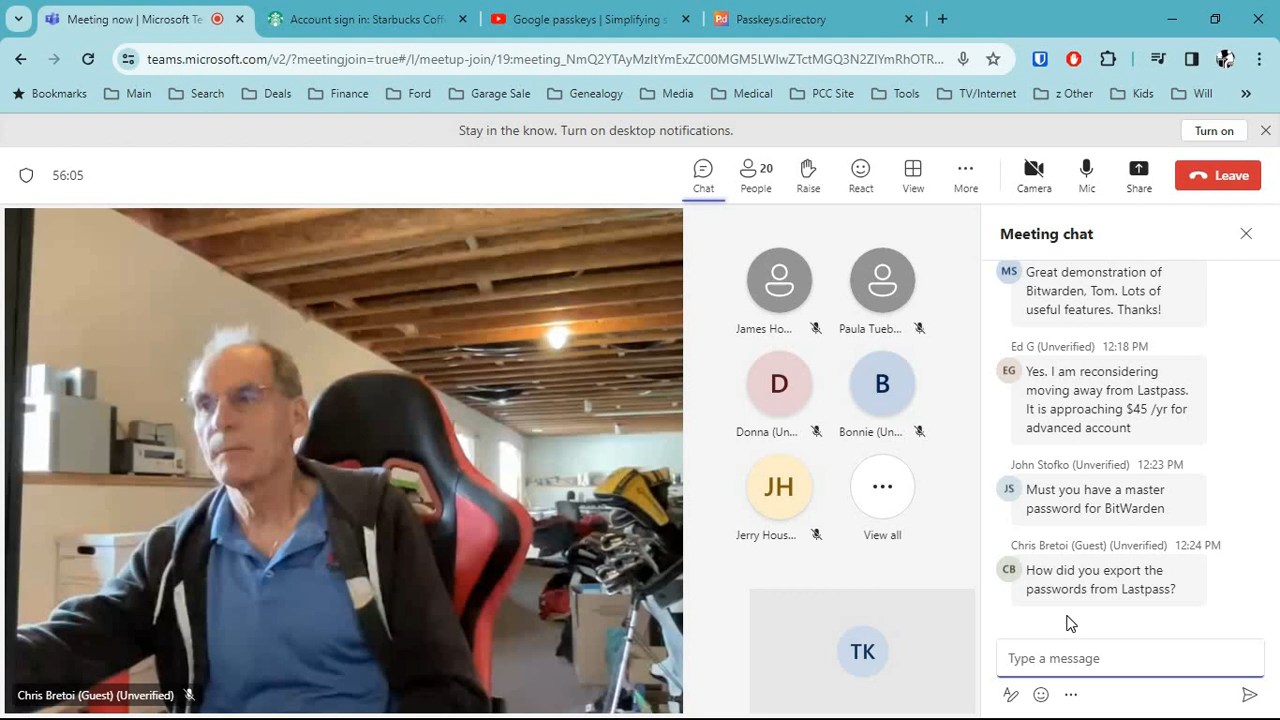 Meeting now | Microsoft Te
Account sign in: Starbucks Coff
Google passkeys | Simplifying s
Pd
Passkeys.directory
teams.microsoft.com/v2/?meetingjoin=true#/l/meetup-join/19:meeting_NmQ2YTAyMzItYmExZC00MGM5LWIwZTctMGQ3N2ZlYmRhOTR...
Bookmarks
Main
Search
Deals
Finance
Ford
Garage Sale
Genealogy
Media
Medical
PCC Site
Tools
TV/Internet
z Other
Kids
Will
Stay in the know. Turn on desktop notifications.
Turn on
56:05
Chat
20
People
Raise
React
View
More
Camera
Mic
Share
Leave
Chris Bretoi (Guest) (Unverified)
James Ho...
Paula Tueb...
D
B
Donna (Un...
Bonnie (Un...
JH
Jerry Hous...
View all
TK
Meeting chat
MS
Great demonstration of
Bitwarden, Tom. Lots of
useful features. Thanks!
Ed G (Unverified) 12:18 PM
EG
Yes. I am reconsidering
moving away from Lastpass.
It is approaching $45 /yr for
advanced account
John Stofko (Unverified) 12:23 PM
JS
Must you have a master
password for BitWarden
Chris Bretoi (Guest) (Unverified) 12:24 PM
CB
How did you export the
passwords from Lastpass?
Type a message